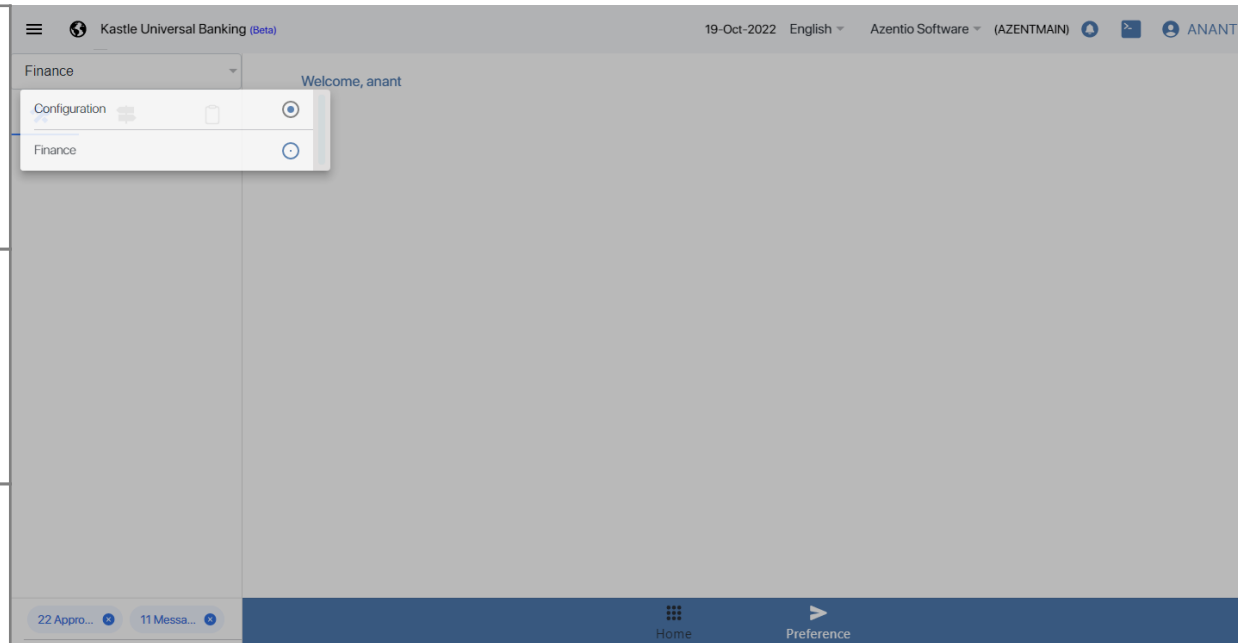 Kastle Universal Banking (Beta) 19-Oct-2022 English Azentio Software (AZENTMAIN) ANANT
Finance
Welcome, anant
Configuration
Finance
22 Appro... 11 Messa...
Home Preference